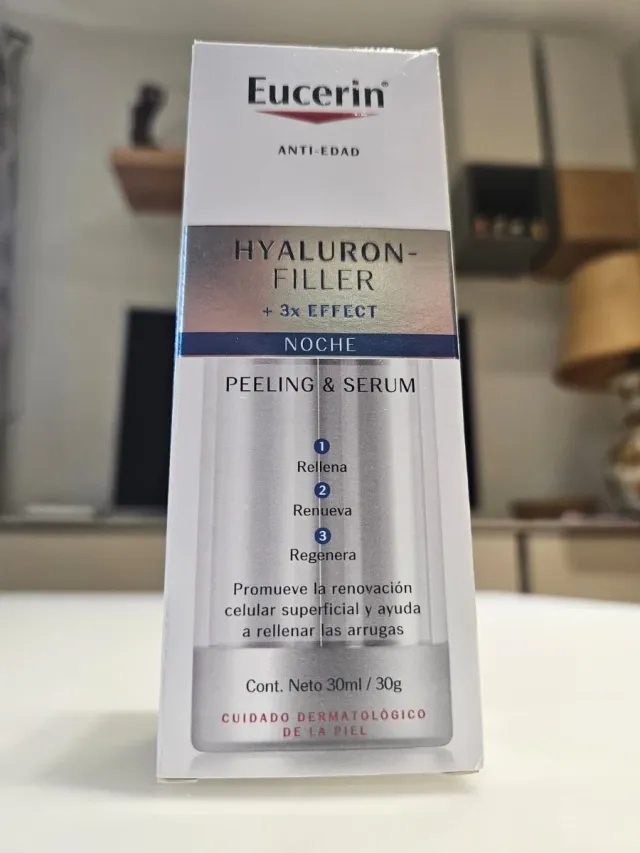 Eucerin®
ANTI-EDAD
HYALURON-
FILLER
+ 3x EFFECT
NOCHE
PEELING & SERUM
1
Rellena
2
Renueva
3
Regenera
Promueve la renovación
celular superficial y ayuda
a rellenar las arrugas
Cont. Neto 30ml / 30g
CUIDADO DERMATOLÓGICO
DE LA PIEL